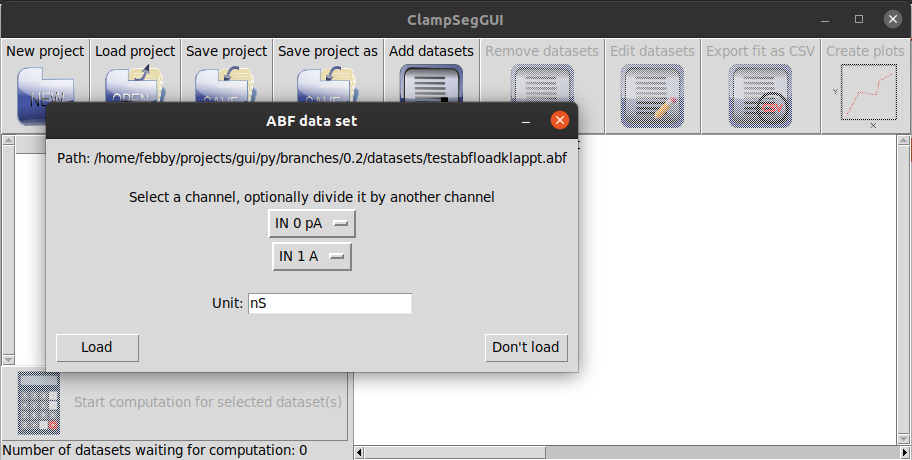 ClampSegGUI
New project Load project Save project Save project as Add datasets Remove datasets Edit datasets Export fit as CSV Create plots
NEW OPEN SAVE SAVE CSV Y X
ABF data set
Path: /home/febby/projects/gui/py/branches/0.2/datasets/testabfloadklappt.abf
Select a channel, optionally divide it by another channel
IN 0 pA
IN 1 A
Unit: nS
Load Don't load
Start computation for selected dataset(s)
Number of datasets waiting for computation: 0